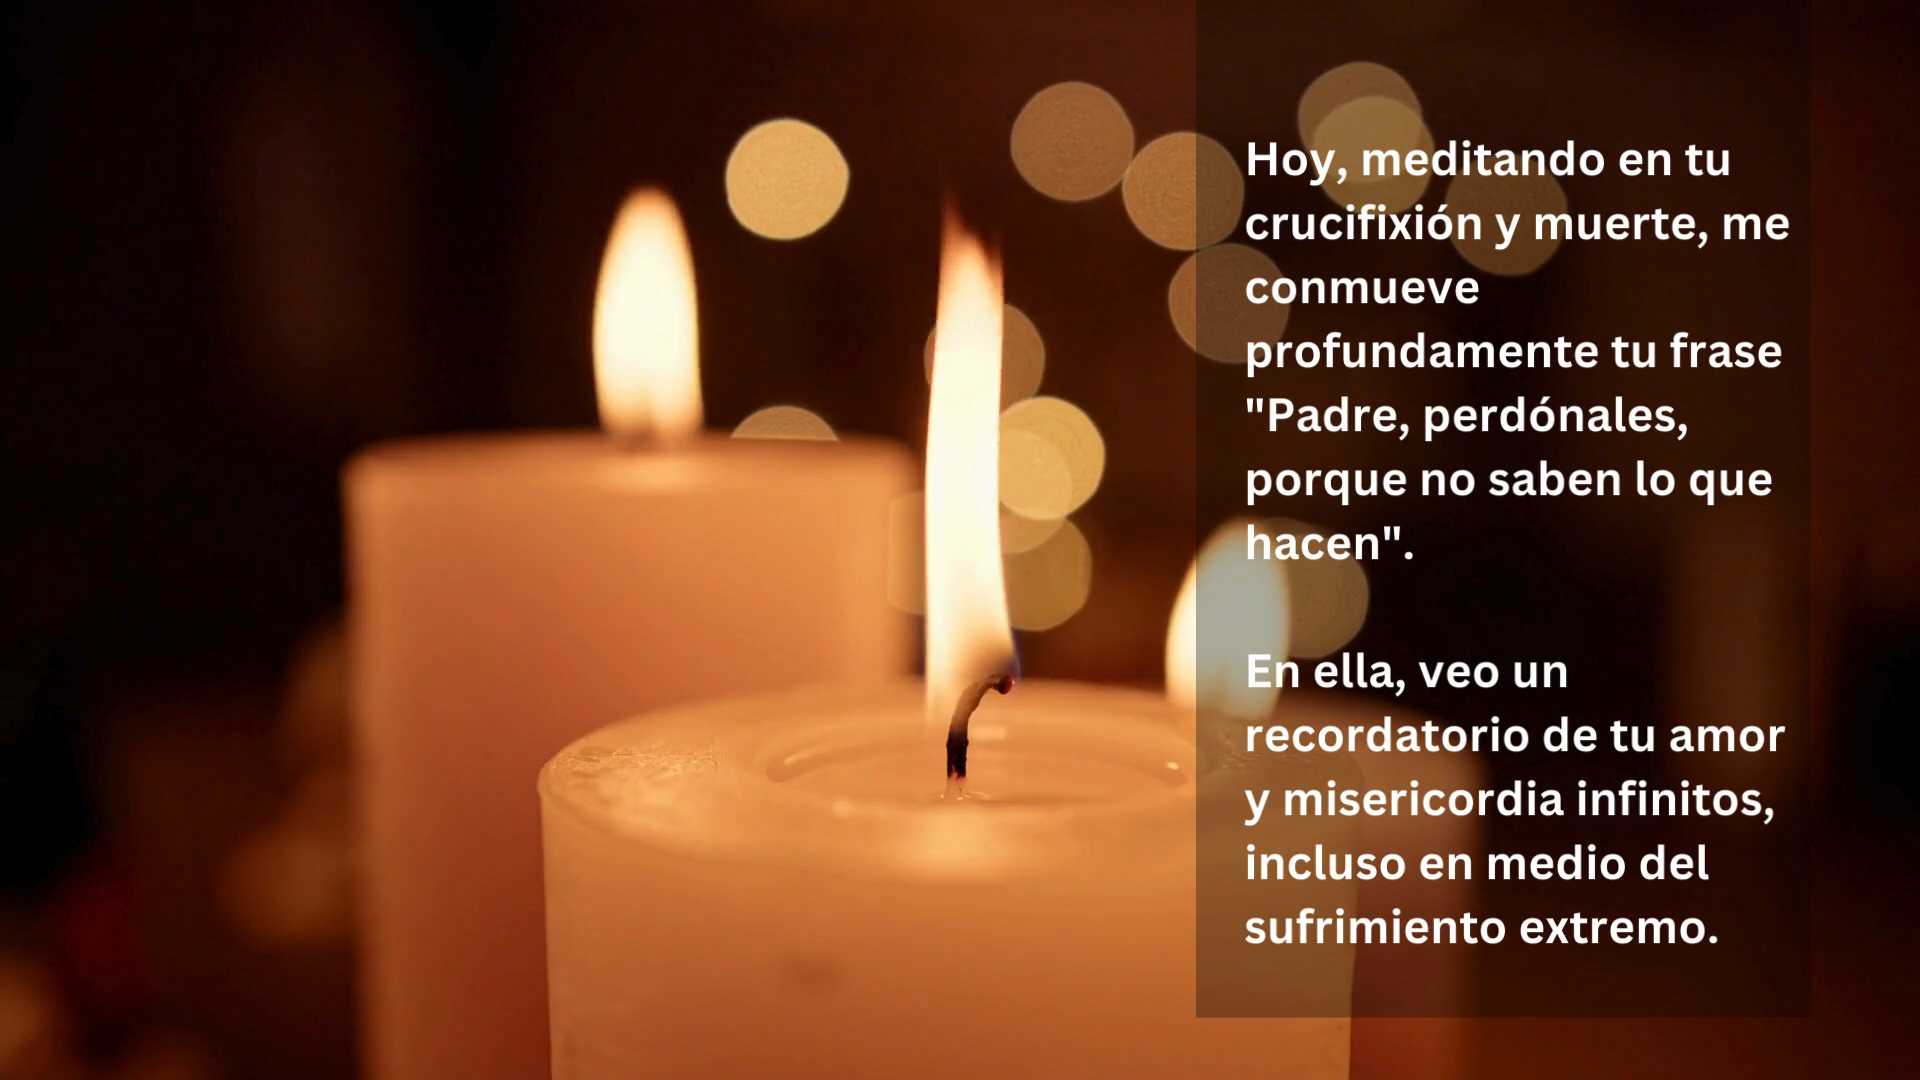 Hoy, meditando en tu
crucifixión y muerte, me
conmueve
profundamente tu frase
"Padre, perdónales,
porque no saben lo que
hacen".
En ella, veo un
recordatorio de tu amor
y misericordia infinitos,
incluso en medio del
sufrimiento extremo.